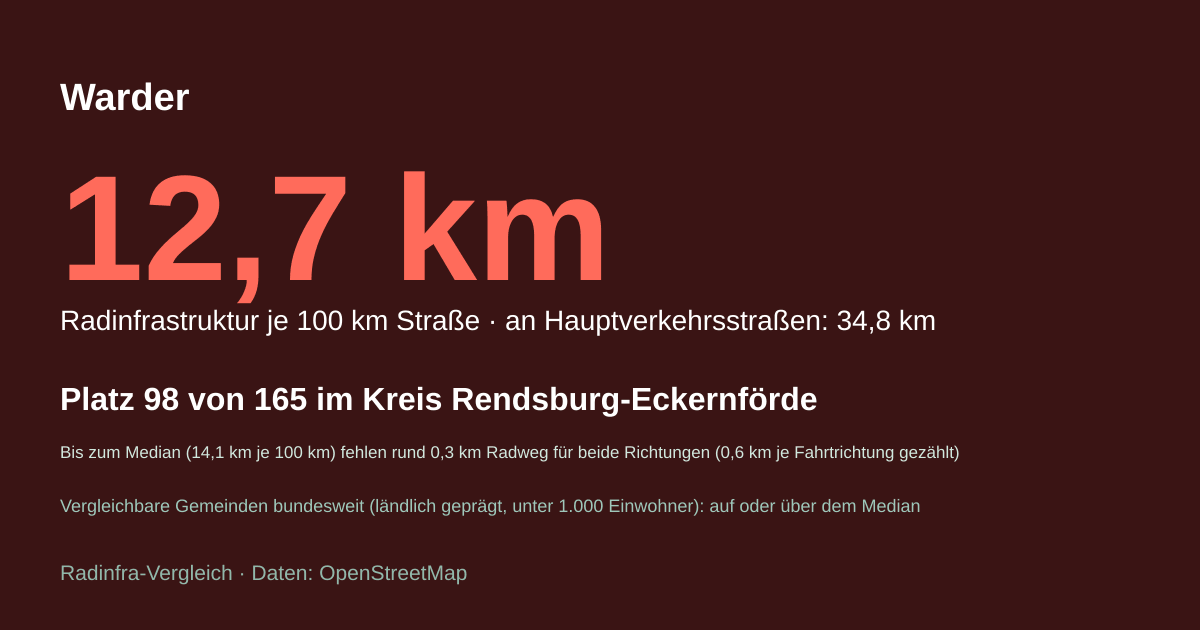 Warder
12,7 km
Radinfrastruktur je 100 km Straße · an Hauptverkehrsstraßen: 34,8 km
Platz 98 von 165 im Kreis Rendsburg-Eckernförde
Bis zum Median (14,1 km je 100 km) fehlen rund 0,3 km Radweg für beide Richtungen (0,6 km je Fahrtrichtung gezählt)
Vergleichbare Gemeinden bundesweit (ländlich geprägt, unter 1.000 Einwohner): auf oder über dem Median
Radinfra-Vergleich · Daten: OpenStreetMap